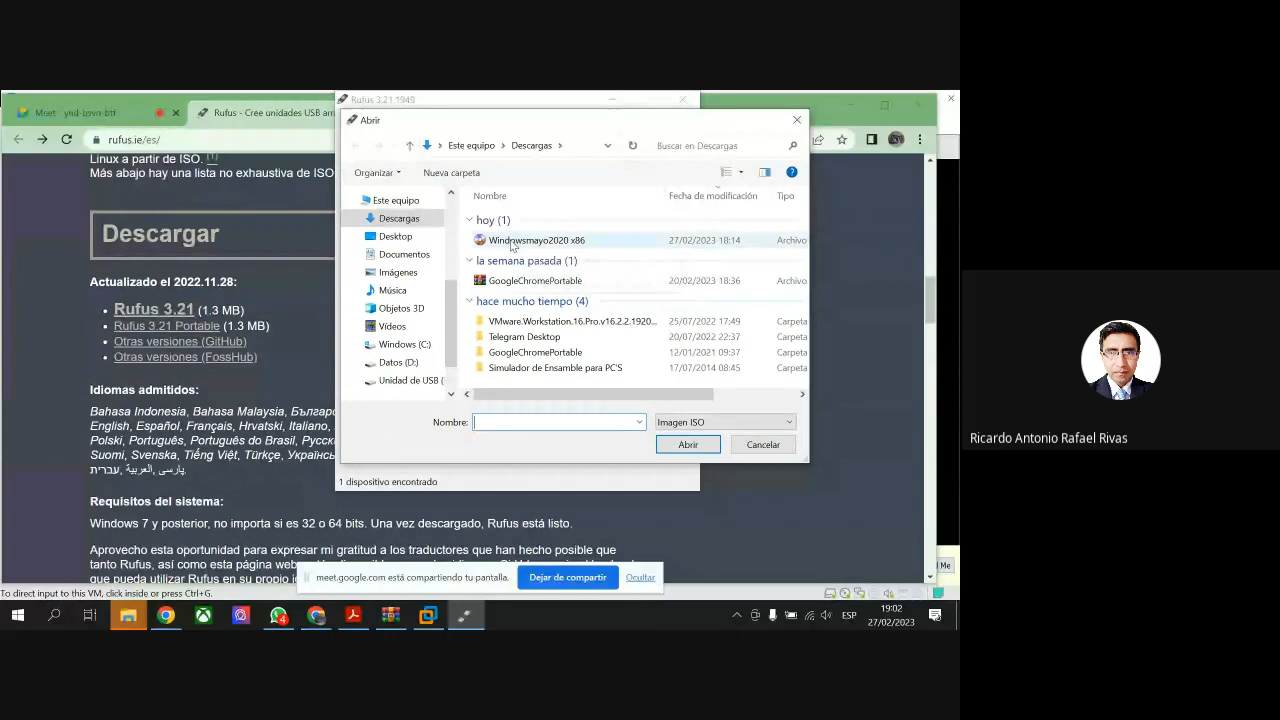 Rufus 3.21.1949
Meet - ynd-bsvn-btf
Rufus - Cree unidades USB arr
rufus.ie/es/
Linux a partir de ISO. [1]
Más abajo hay una lista no exhaustiva de ISO
Descargar
Actualizado el 2022.11.28:
Rufus 3.21 (1.3 MB)
Rufus 3.21 Portable (1.3 MB)
Otras versiones (GitHub)
Otras versiones (FossHub)
Idiomas admitidos:
Bahasa Indonesia, Bahasa Malaysia, Българс
English, Español, Français, Hrvatski, Italiano,
Polski, Português, Português do Brasil, Русск
Suomi, Svenska, Tiếng Việt, Türkçe, Українсь
پارسی, العربية, עברית.
Requisitos del sistema:
Windows 7 y posterior, no importa si es 32 o 64 bits. Una vez descargado, Rufus está listo.
Aprovecho esta oportunidad para expresar mi gratitud a los traductores que han hecho posible que
tanto Rufus, así como esta página web
que pueda utilizar Rufus en su propio
Abrir
Este equipo > Descargas >
Buscar en Descargas
Organizar
Nueva carpeta
Este equipo
Descargas
Desktop
Documentos
Imágenes
Música
Objetos 3D
Vídeos
Windows (C:)
Datos (D:)
Unidad de USB (
Nombre Fecha de modificación Tipo
hoy (1)
Windowsmayo2020 x86 27/02/2023 18:14 Archivo
la semana pasada (1)
GoogleChromePortable 20/02/2023 18:36 Archivo
hace mucho tiempo (4)
VMware.Workstation.16.Pro.v16.2.2.1920... 25/07/2022 17:49 Carpeta
Telegram Desktop 20/07/2022 22:37 Carpeta
GoogleChromePortable 12/01/2021 09:37 Carpeta
Simulador de Ensamble para PC'S 17/07/2014 08:45 Carpeta
Nombre:
Imagen ISO
Abrir
Cancelar
1 dispositivo encontrado
meet.google.com está compartiendo tu pantalla.
Dejar de compartir
Ocultar
Me
To direct input to this VM, click inside or press Ctrl+G.
4
ESP
19:02
27/02/2023
Ricardo Antonio Rafael Rivas